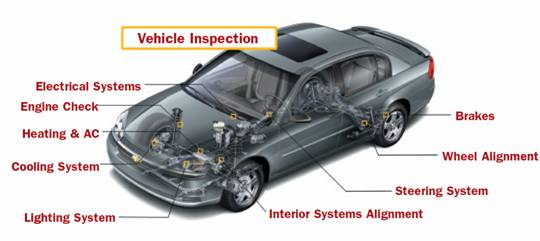 Vehicle Inspection
Electrical Systems
Engine Check
Heating & AC
Cooling System
Lighting System
Brakes
Wheel Alignment
Steering System
Interior Systems Alignment